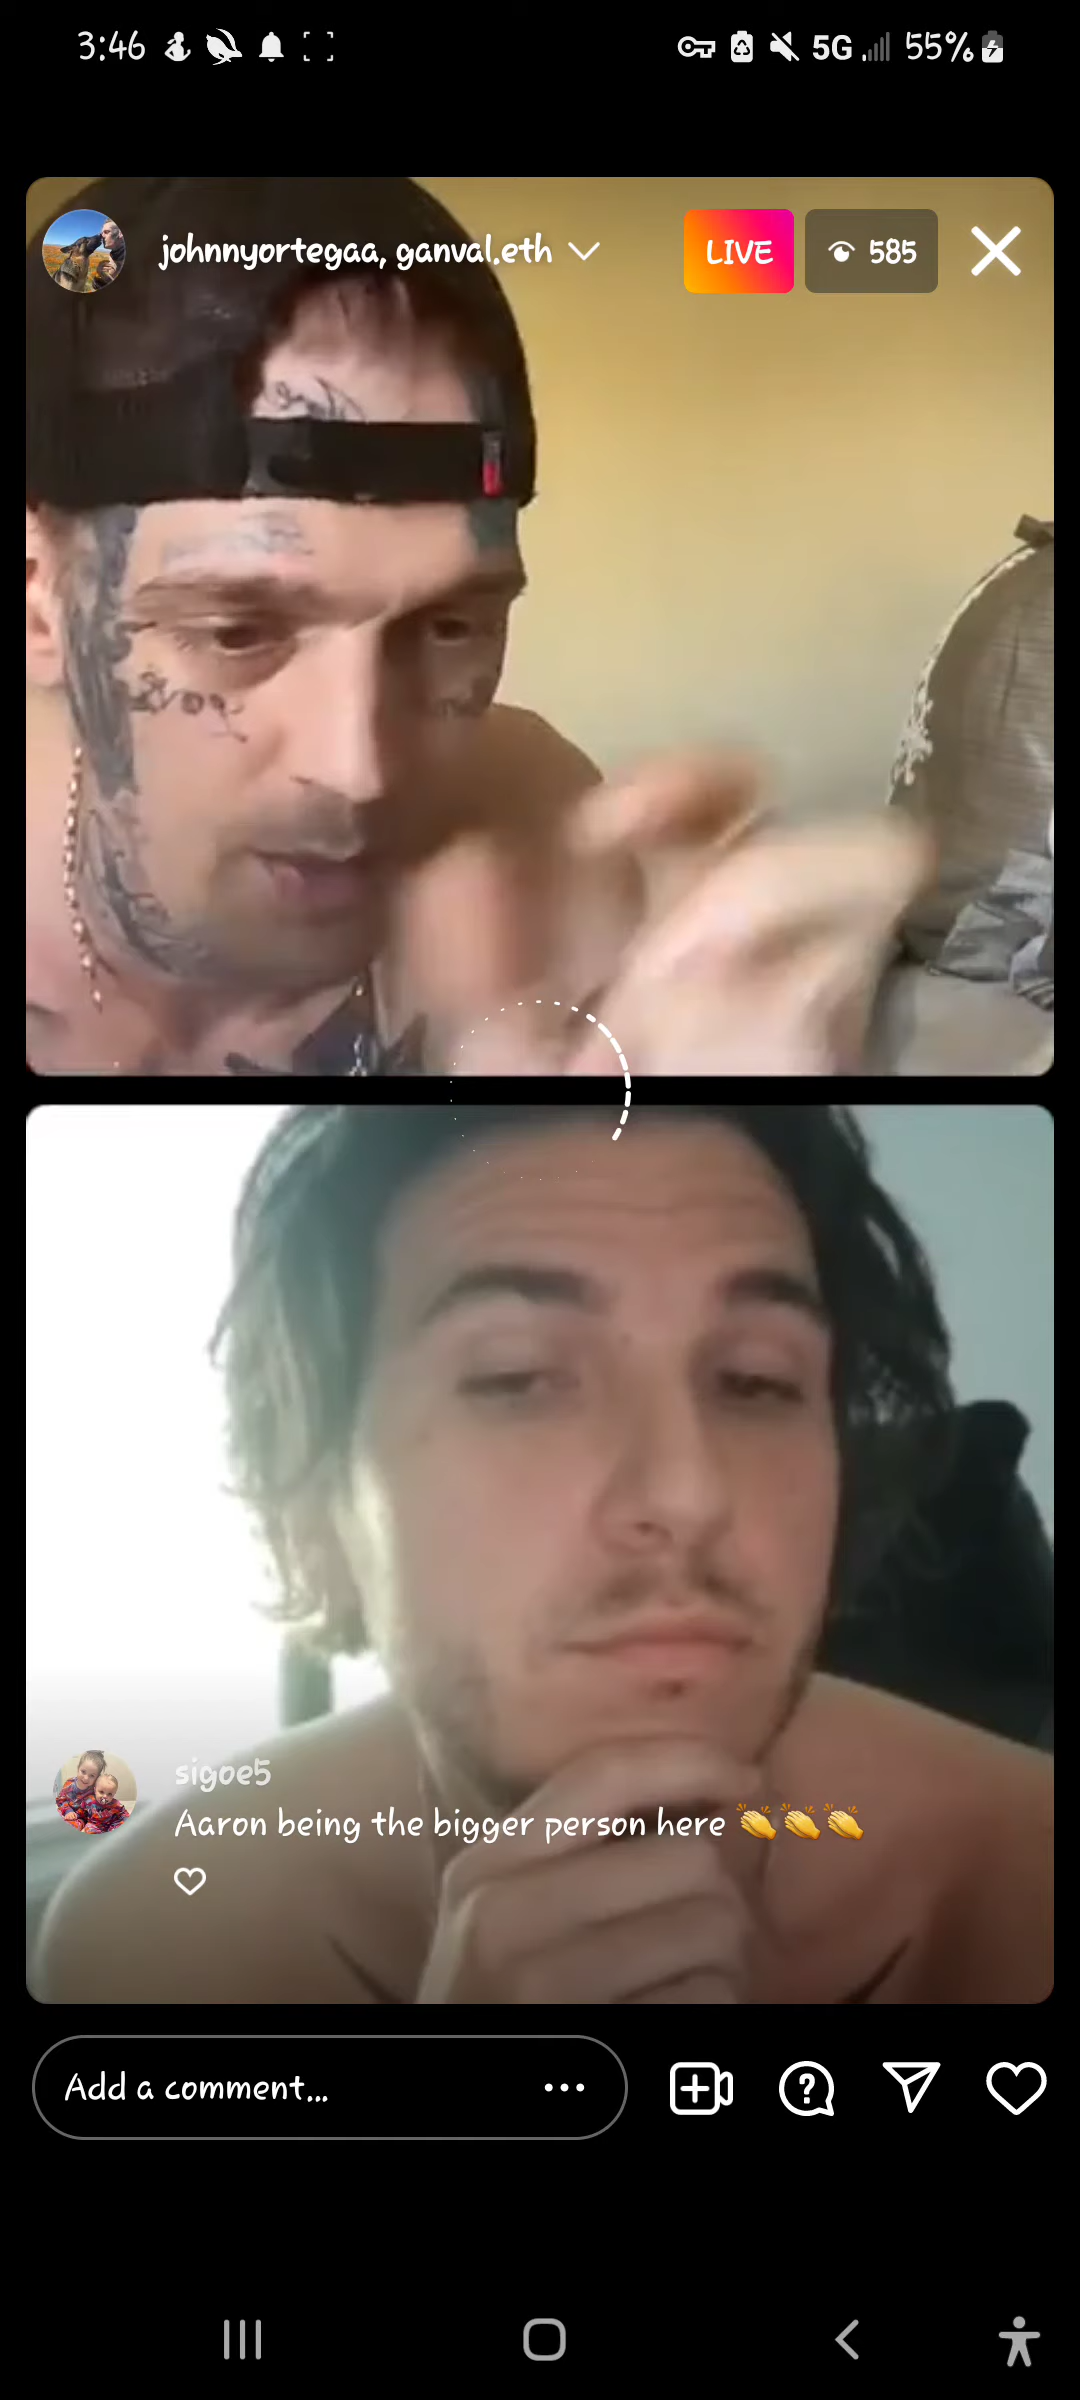 3:46 5G 55%
johnnyortegaa, ganval.eth LIVE 585
sigoe5
Aaron being the bigger person here 👏👏👏
Add a comment...